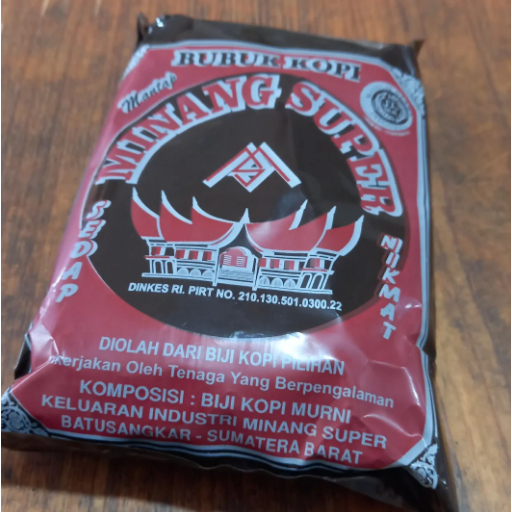 BUBUK KOPI
Mantap
MINANG SUPER
SEDAP
NIKMAT
DINKES RI. PIRT NO. 210.130.501.0300.22
DIOLAH DARI BIJI KOPI PILIHAN
Oleh Tenaga Yang Berpengalaman
KOMPOSISI : BIJI KOPI MURNI
KELUARAN INDUSTRI MINANG SUPER
BATUSANGKAR - SUMATERA BARAT